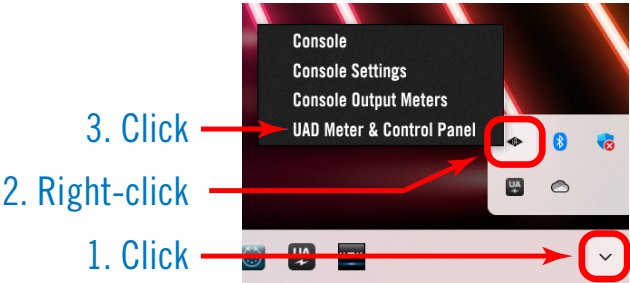 Console
Console Settings
Console Output Meters
3. Click
UAD Meter & Control Panel
2. Right-click
UA
1. Click
UA